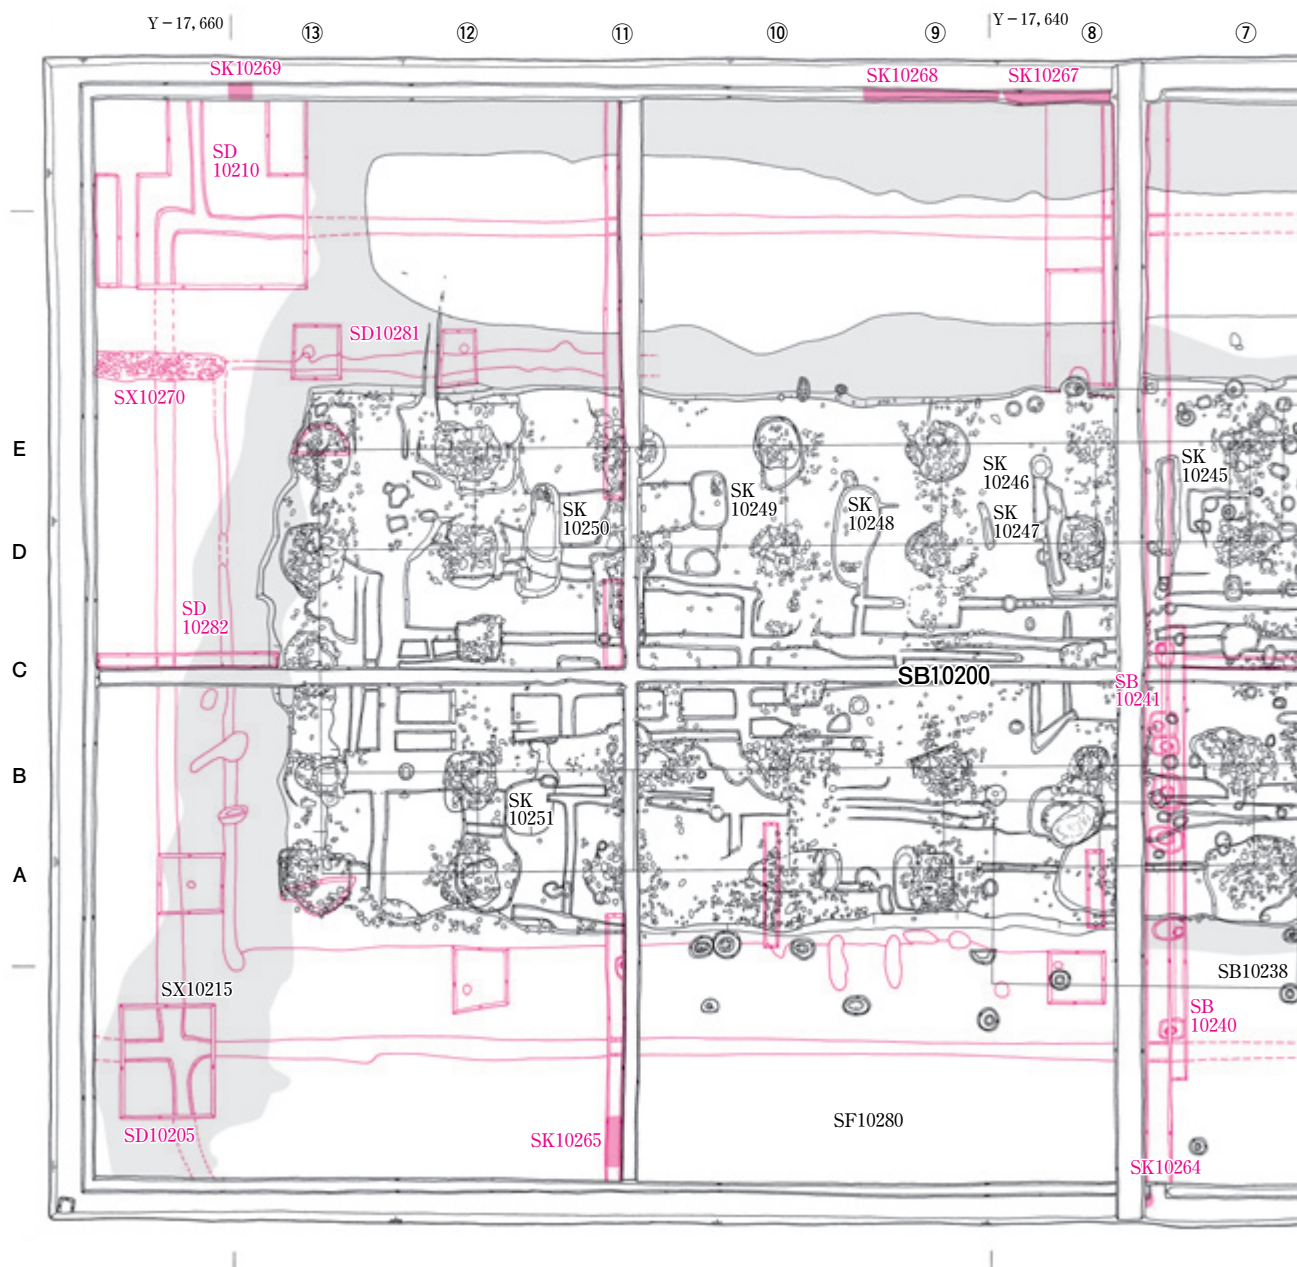 Y－17, 660
Y－17, 640
⑬
⑫
⑪
⑩
⑨
⑧
⑦
SK10269
SK10268
SK10267
SD
10210
SD10281
SX10270
E
SK
10250
SK
10249
SK
10248
SK
10246
SK
10247
SK
10245
D
SD
10282
C
SB10200
SB
10241
B
SK
10251
A
SX10215
SB10238
SB
10240
SD10205
SK10265
SF10280
SK10264